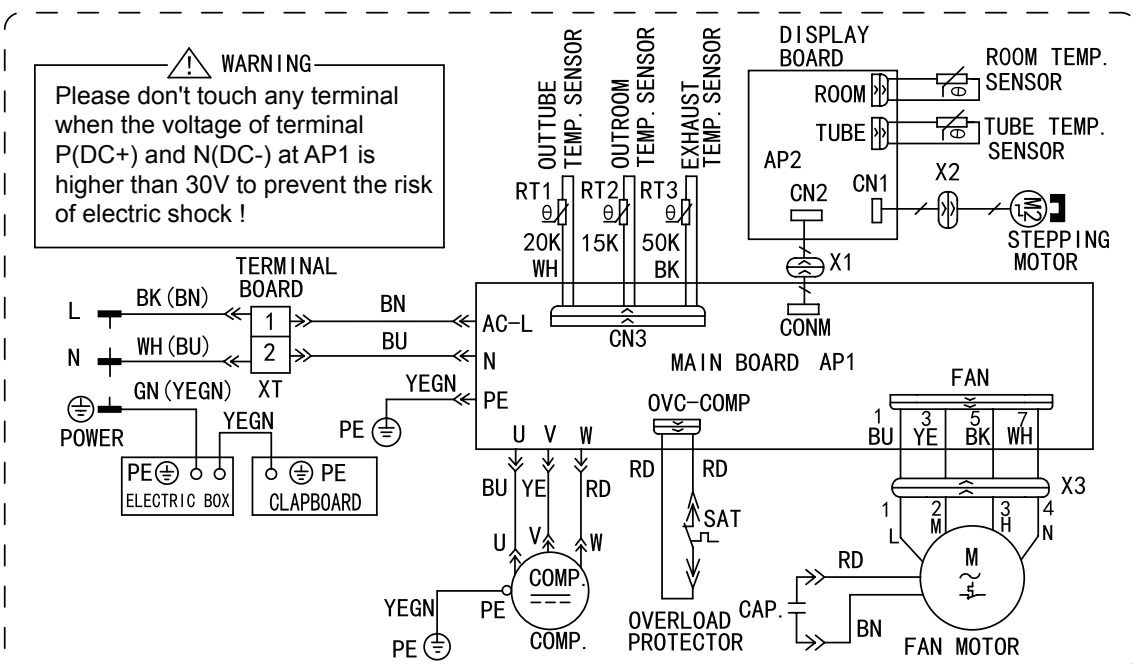 WARNING
Please don't touch any terminal
when the voltage of terminal
P(DC+) and N(DC-) at AP1 is
higher than 30V to prevent the risk
of electric shock !
OUTTUBE
TEMP. SENSOR
OUTROOM
TEMP. SENSOR
EXHAUST
TEMP. SENSOR
RT1
RT2
RT3
θ
θ
θ
20K
15K
50K
WH
BK
CN3
DISPLAY
BOARD
ROOM
TUBE
AP2
CN2
CN1
X2
ROOM TEMP.
SENSOR
θ
TUBE TEMP.
SENSOR
θ
M2
STEPPING
MOTOR
X1
CONM
TERMINAL
BOARD
L
BK(BN)
1
BN
AC-L
N
WH(BU)
2
BU
N
XT
GN(YEGN)
YEGN
PE
PE
POWER
YEGN
PE
ELECTRIC BOX
PE
CLAPBOARD
MAIN BOARD AP1
U V W
BU YE RD
U V W
COMP.
PE
YEGN
PE
COMP.
OVC-COMP
RD RD
SAT
OVERLOAD
PROTECTOR
FAN
1 3 5 7
BU YE BK WH
X3
1 2 3 4
L M H N
M
CAP.
RD
BN
FAN MOTOR